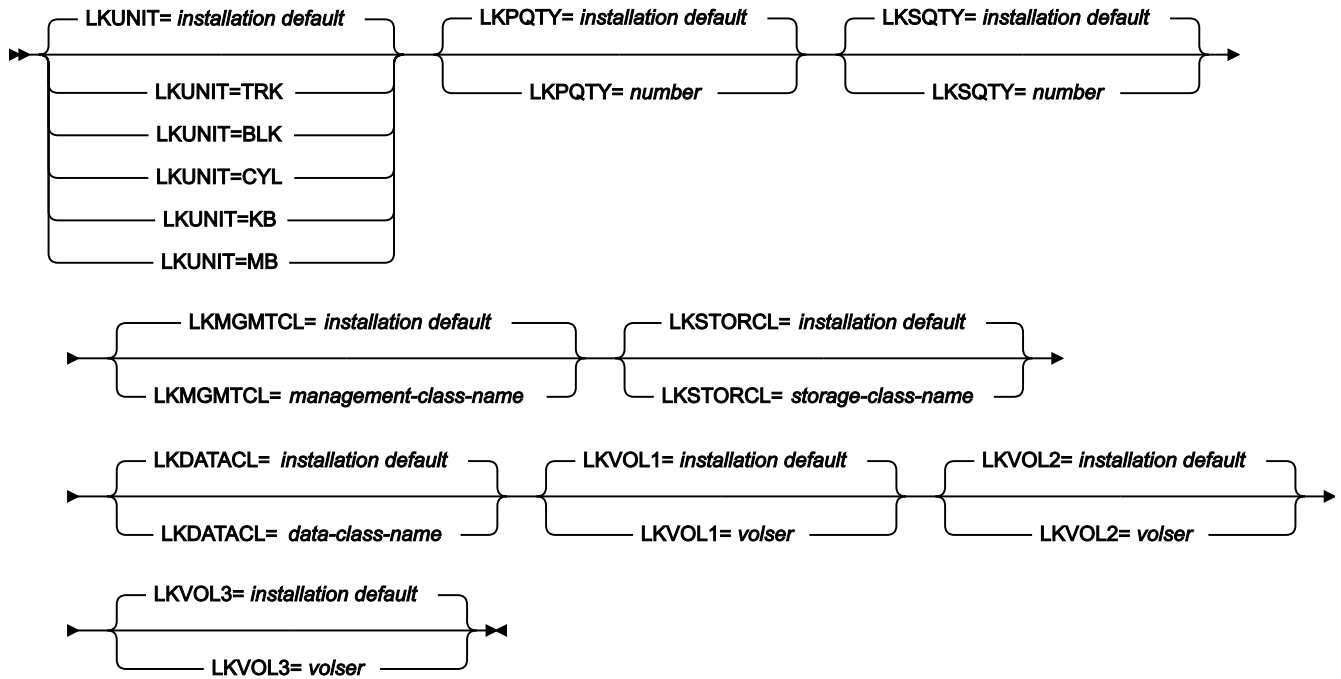 LKUNIT= installation default LKPQTY= installation default LKSQTY= installation default
LKUNIT=TRK LKPQTY= number LKSQTY= number
LKUNIT=BLK
LKUNIT=CYL
LKUNIT=KB
LKUNIT=MB
LKMGMTCL= installation default LKSTORCL= installation default
LKMGMTCL= management-class-name LKSTORCL= storage-class-name
LKDATACL= installation default LKVOL1= installation default LKVOL2= installation default
LKDATACL= data-class-name LKVOL1= volser LKVOL2= volser
LKVOL3= installation default
LKVOL3= volser